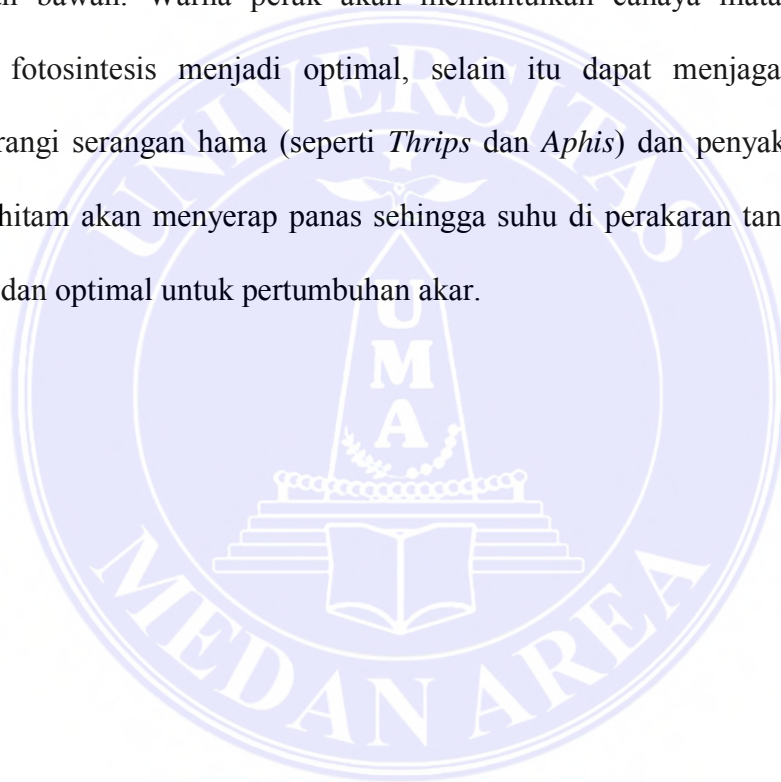 bawah. Warna perak akan memantulkan cahaya mata
fotosintesis menjadi optimal, selain itu dapat menjaga
rangi serangan hama (seperti Thrips dan Aphis) dan penyak
hitam akan menyerap panas sehingga suhu di perakaran tan
dan optimal untuk pertumbuhan akar.
UNIVERSITAS
UMA
MEDAN AREA